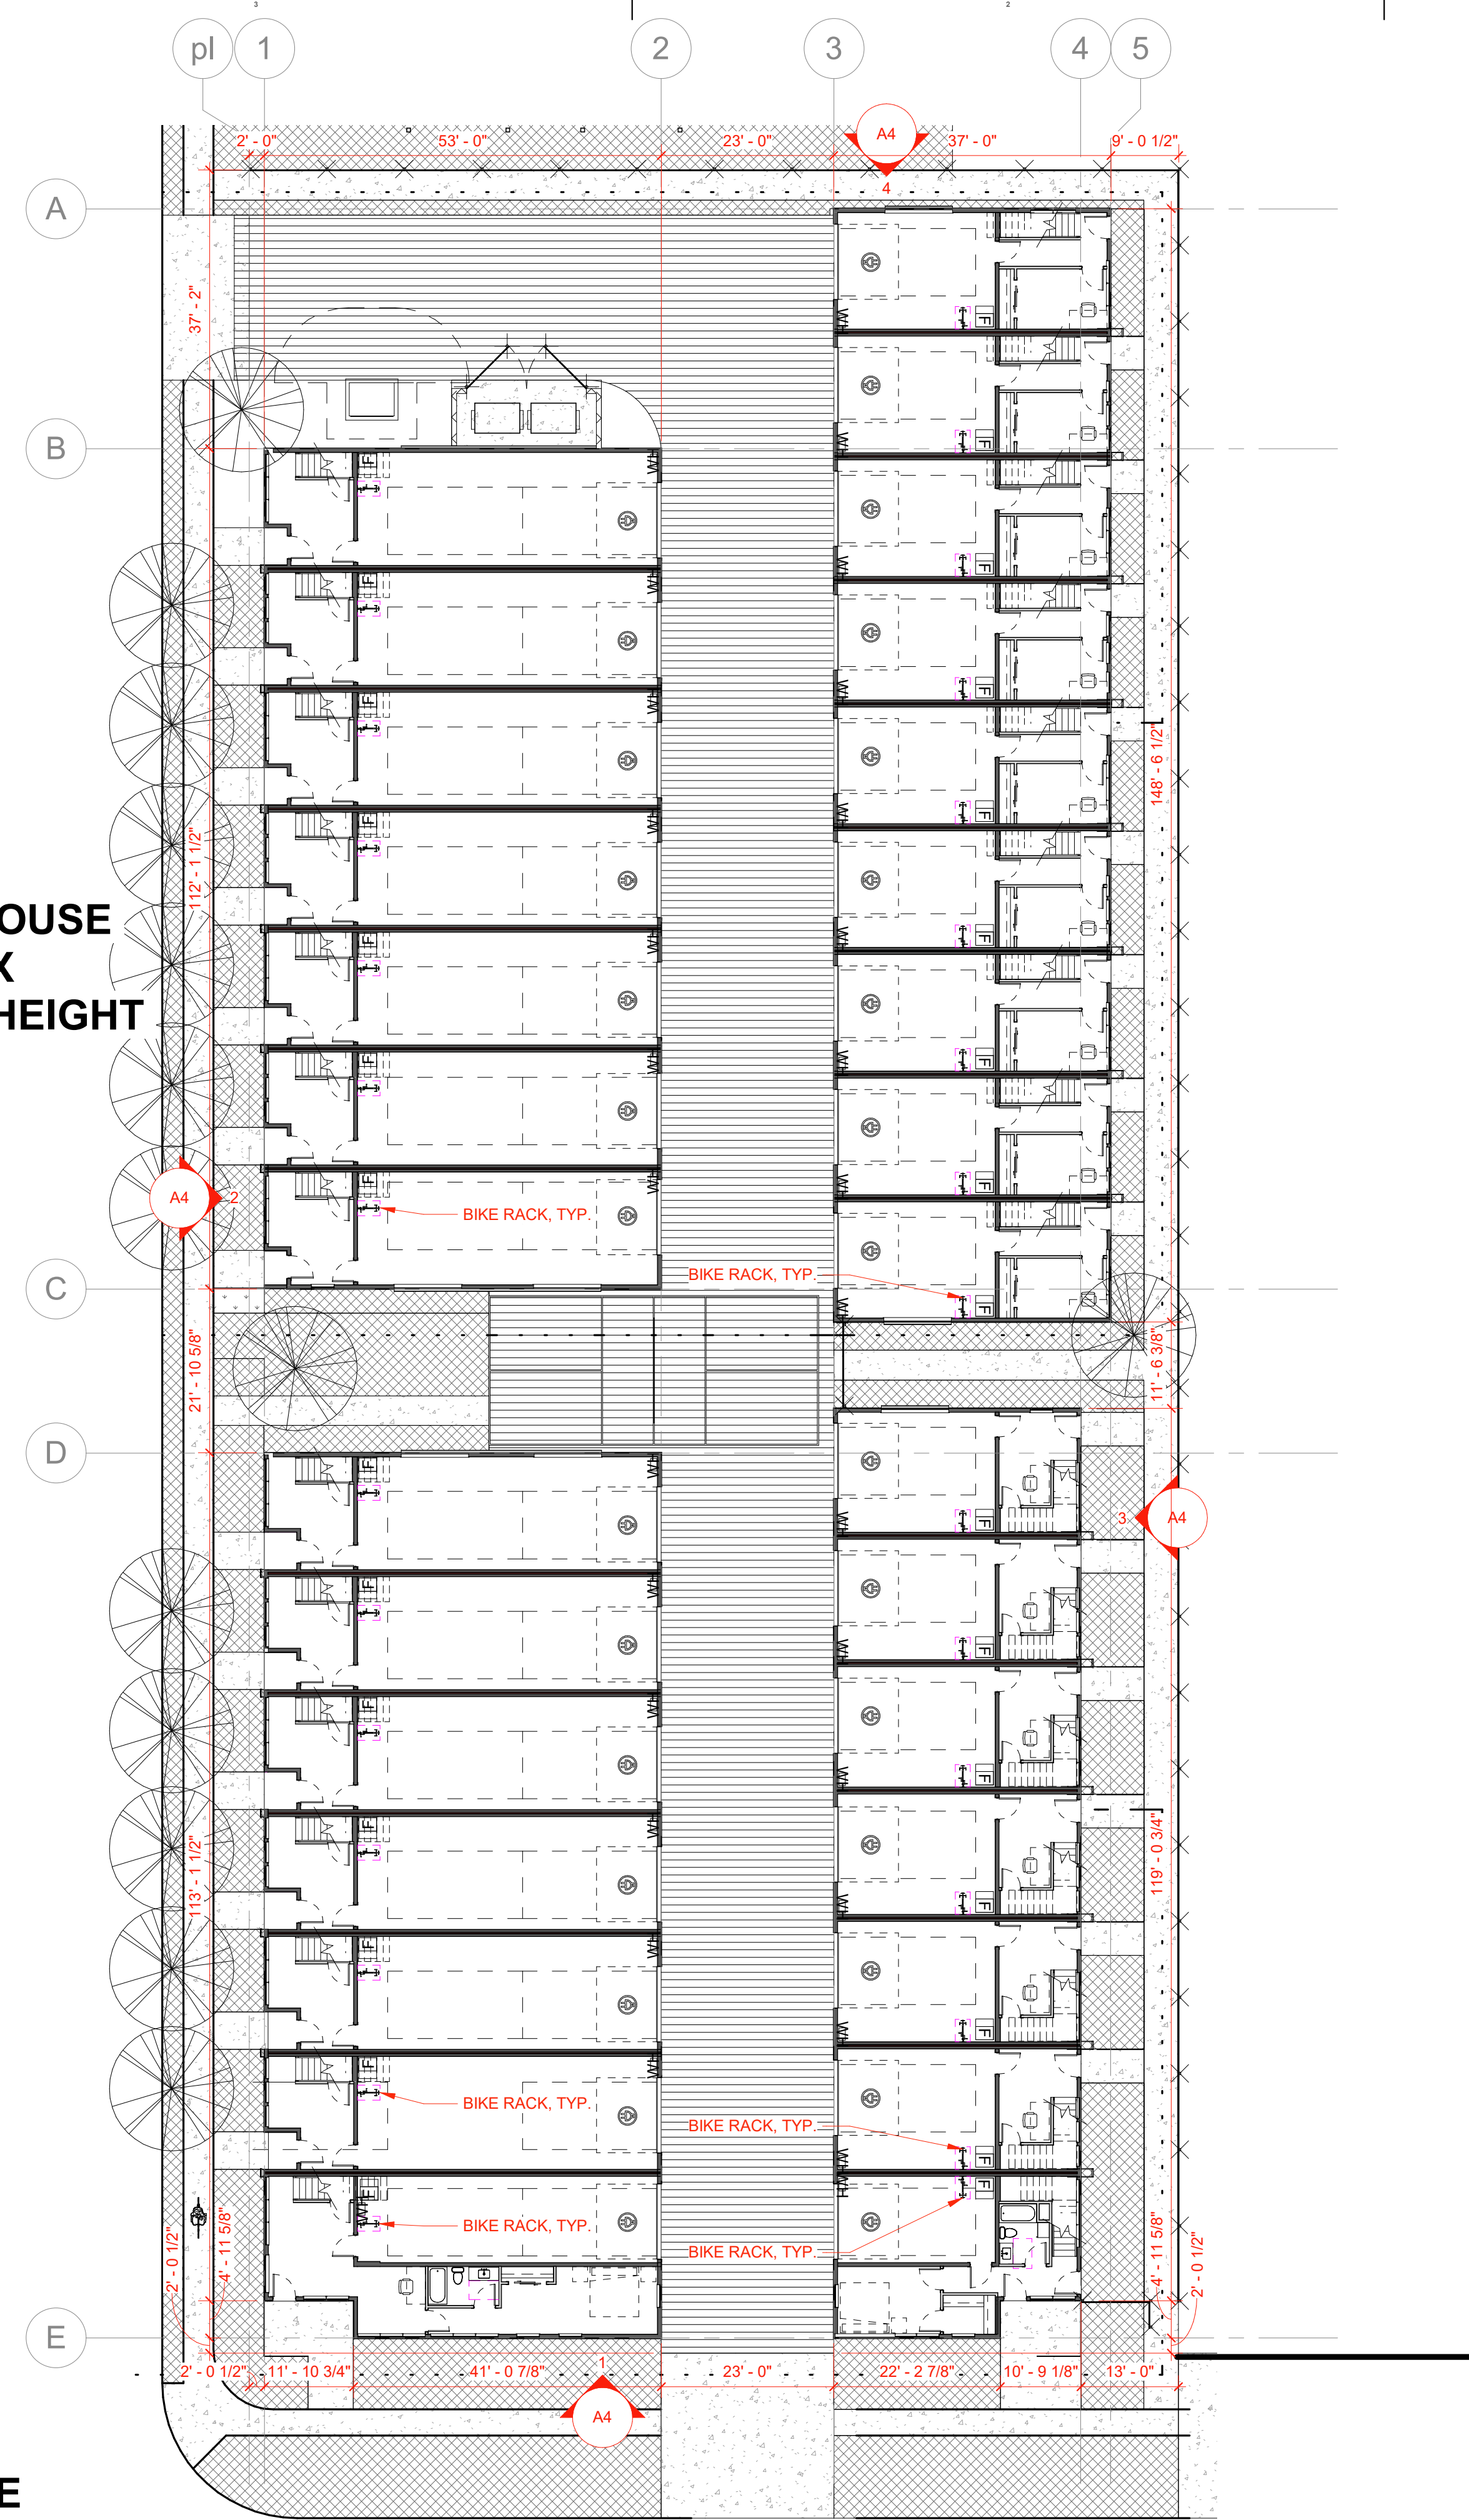 3
2
pl
1
2
3
4
5
2' - 0"
53' - 0"
23' - 0"
A4
4
37' - 0"
9' - 0 1/2"
A
37' - 2"
B
148' - 6 1/2"
112' - 1 1/2"
OUSE
X
HEIGHT
A4
2
BIKE RACK, TYP.
BIKE RACK, TYP.
C
21' - 10 5/8"
11' - 6 3/8"
D
3
A4
113' - 1 1/2"
119' - 0 3/4"
BIKE RACK, TYP.
BIKE RACK, TYP.
BIKE RACK, TYP.
BIKE RACK, TYP.
2' - 0 1/2"
4' - 11 5/8"
4' - 11 5/8"
2' - 0 1/2"
E
2' - 0 1/2"
11' - 10 3/4"
41' - 0 7/8"
1
A4
23' - 0"
22' - 2 7/8"
10' - 9 1/8"
13' - 0"
E